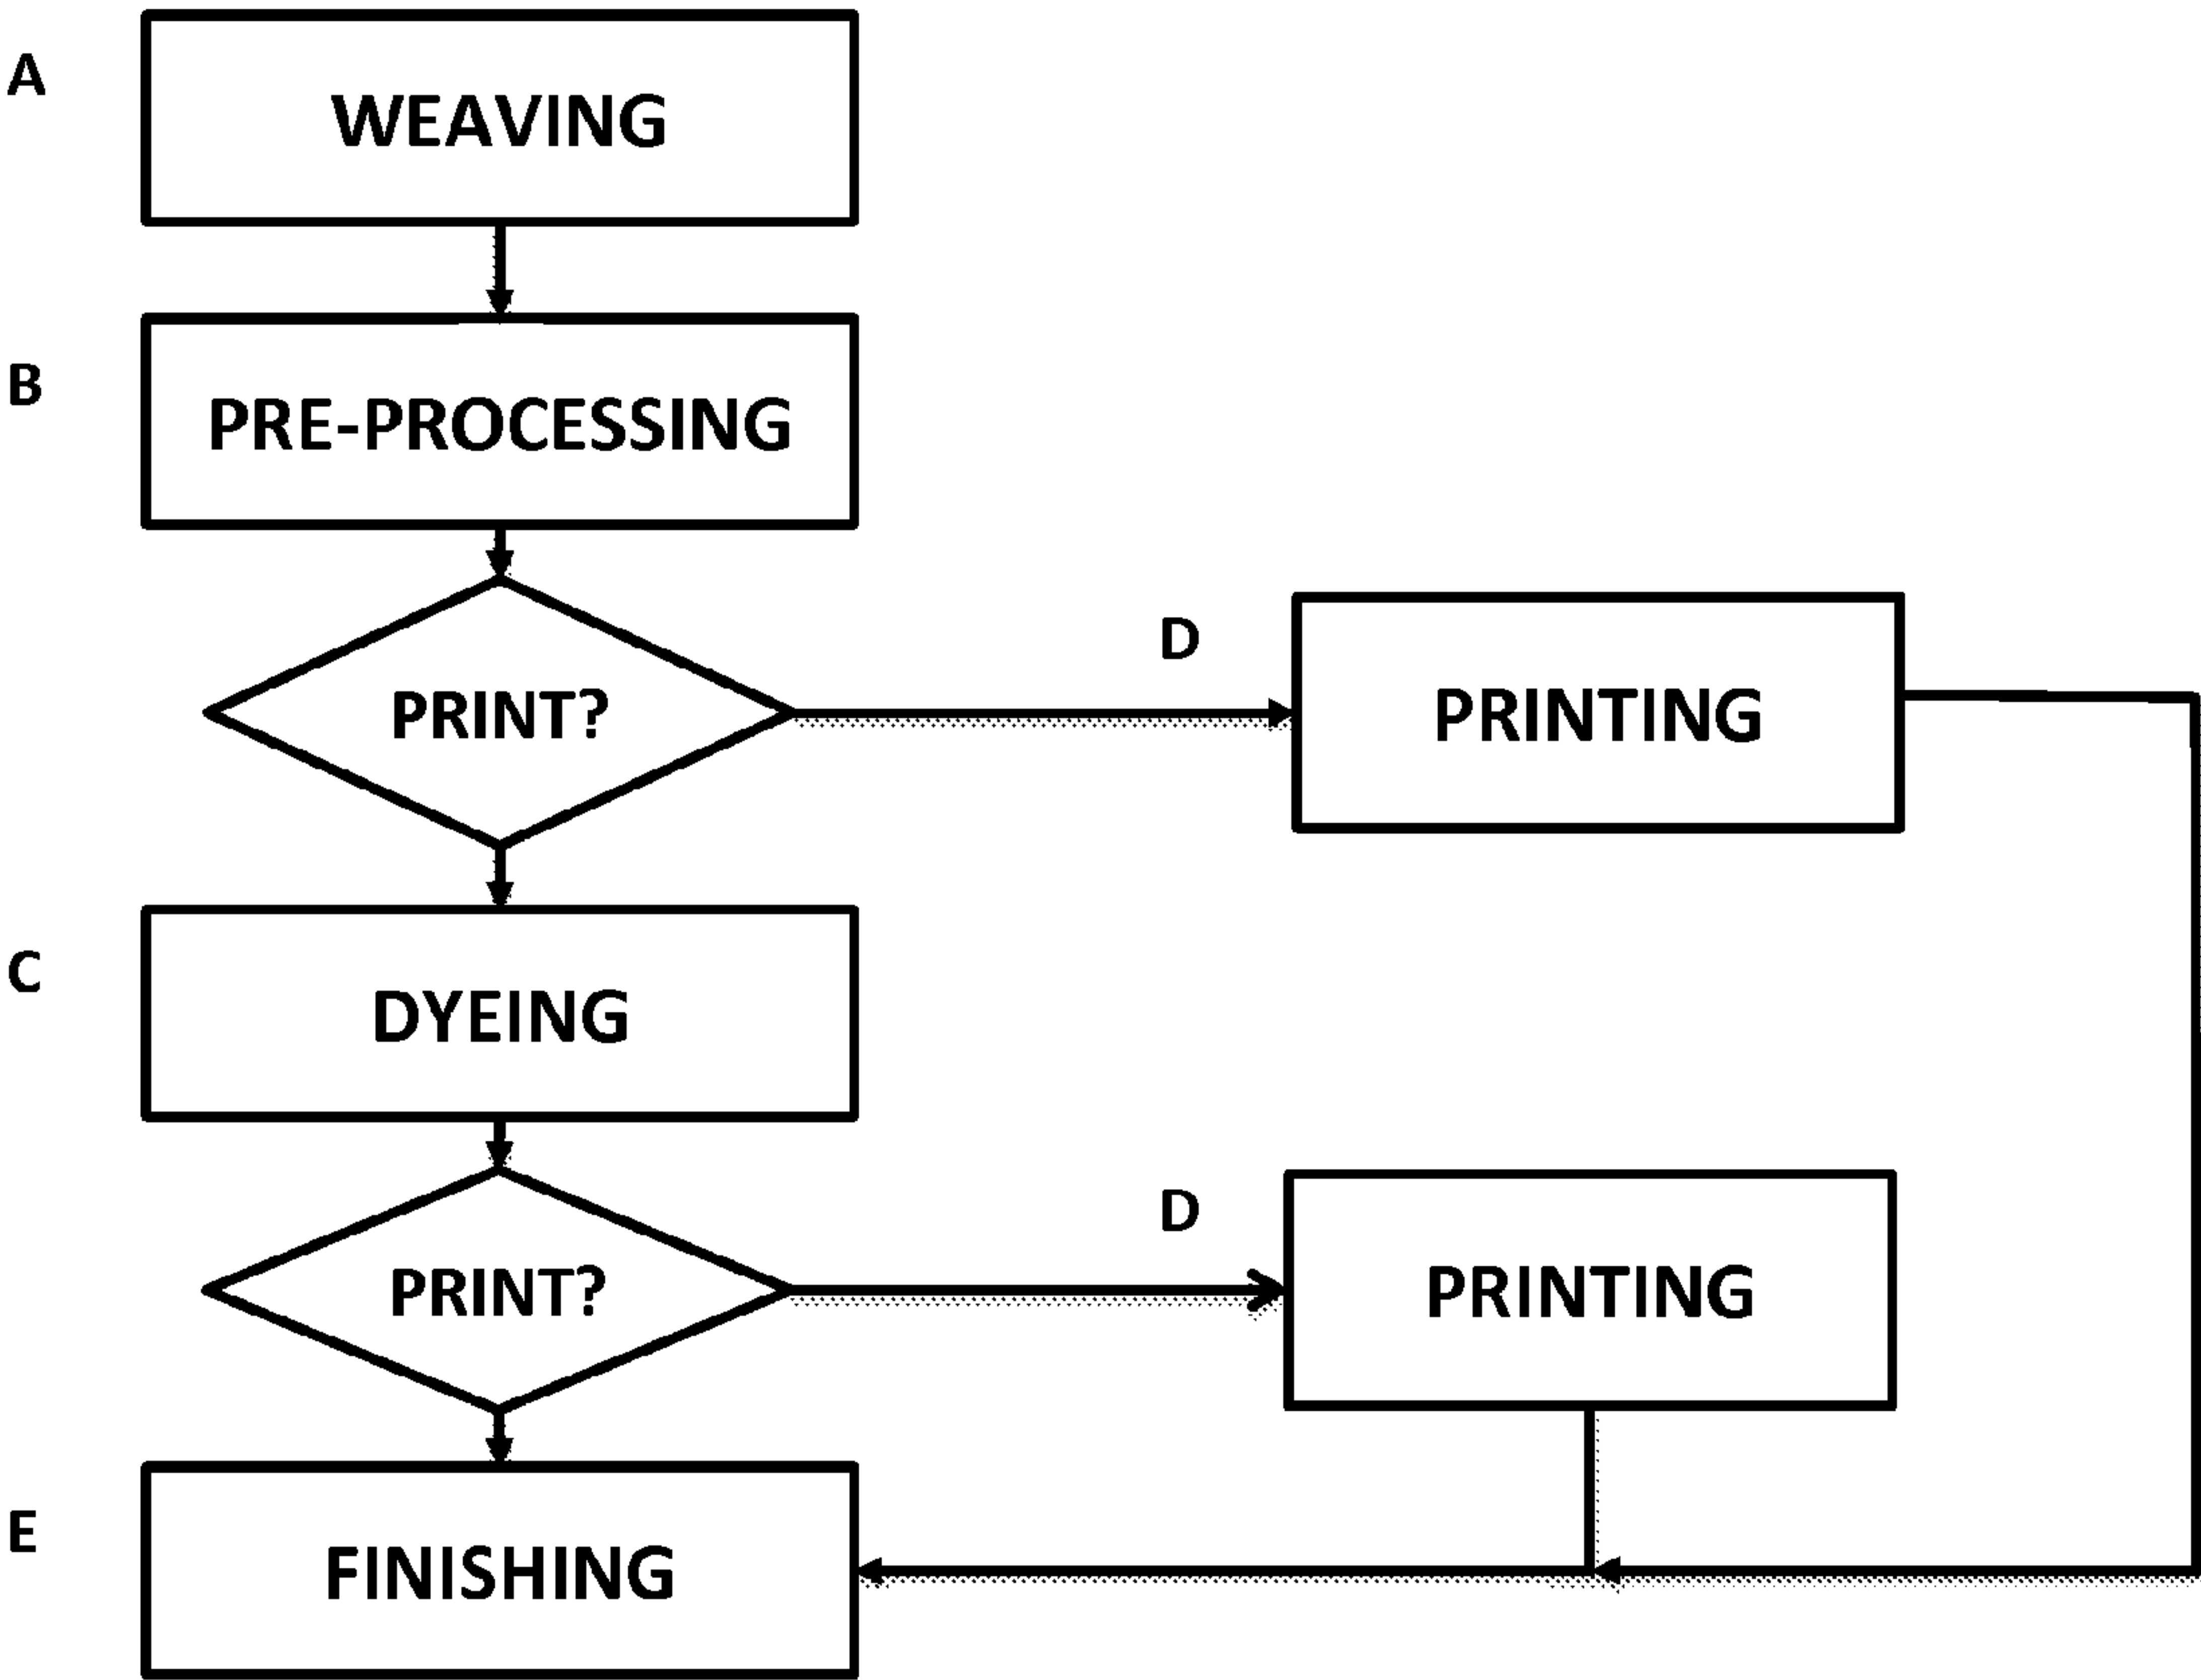 A
WEAVING
B
PRE-PROCESSING
PRINT?
D
PRINTING
C
DYEING
PRINT?
D
PRINTING
E
FINISHING